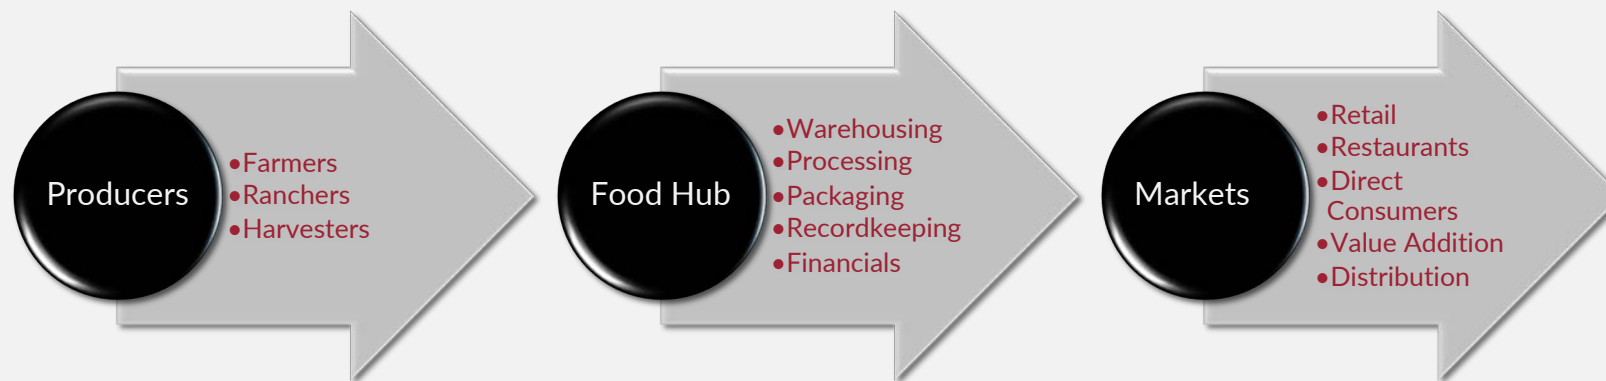 Producers
•Farmers
•Ranchers
•Harvesters
Food Hub
•Warehousing
•Processing
•Packaging
•Recordkeeping
•Financials
Markets
•Retail
•Restaurants
•Direct
Consumers
•Value Addition
•Distribution